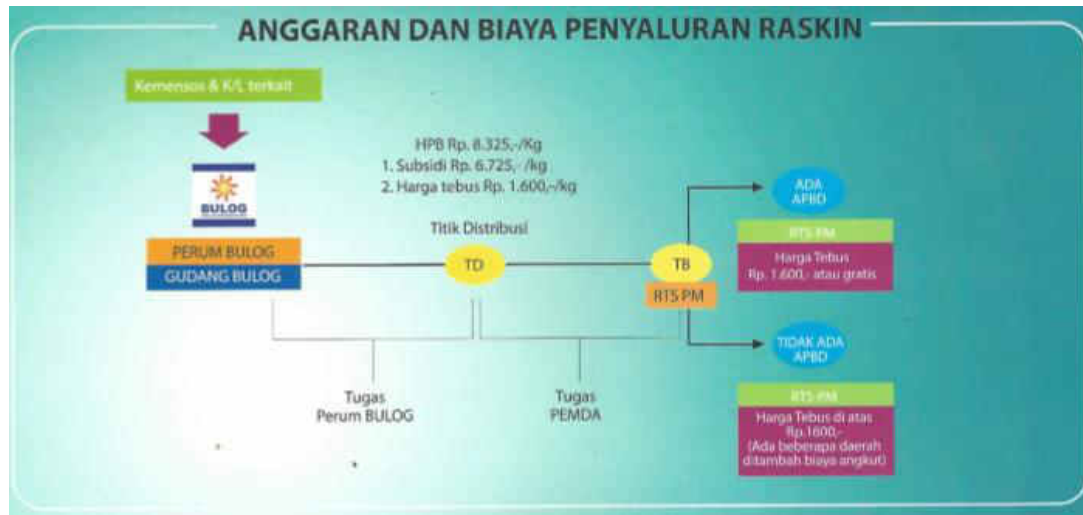 ANGGARAN DAN BIAYA PENYALURAN RASKIN
Kemensos & K/L terkait
BULOG
PERUM BULOG
GUDANG BULOG
HPB Rp. 8.325,-/Kg
1. Subsidi Rp. 6.725,-/kg
2. Harga tebus Rp. 1.600,-/kg
Titik Distribusi
TD
TB
RTS PM
Tugas
Perum BULOG
Tugas
PEMDA
ADA
APBD
RTS-PM
Harga Tebus
Rp. 1.600,- atau gratis
TIDAK ADA
APBD
RTS-PM
Harga Tebus di atas
Rp.1600,-
(Ada beberapa daerah
ditambah biaya angkut)